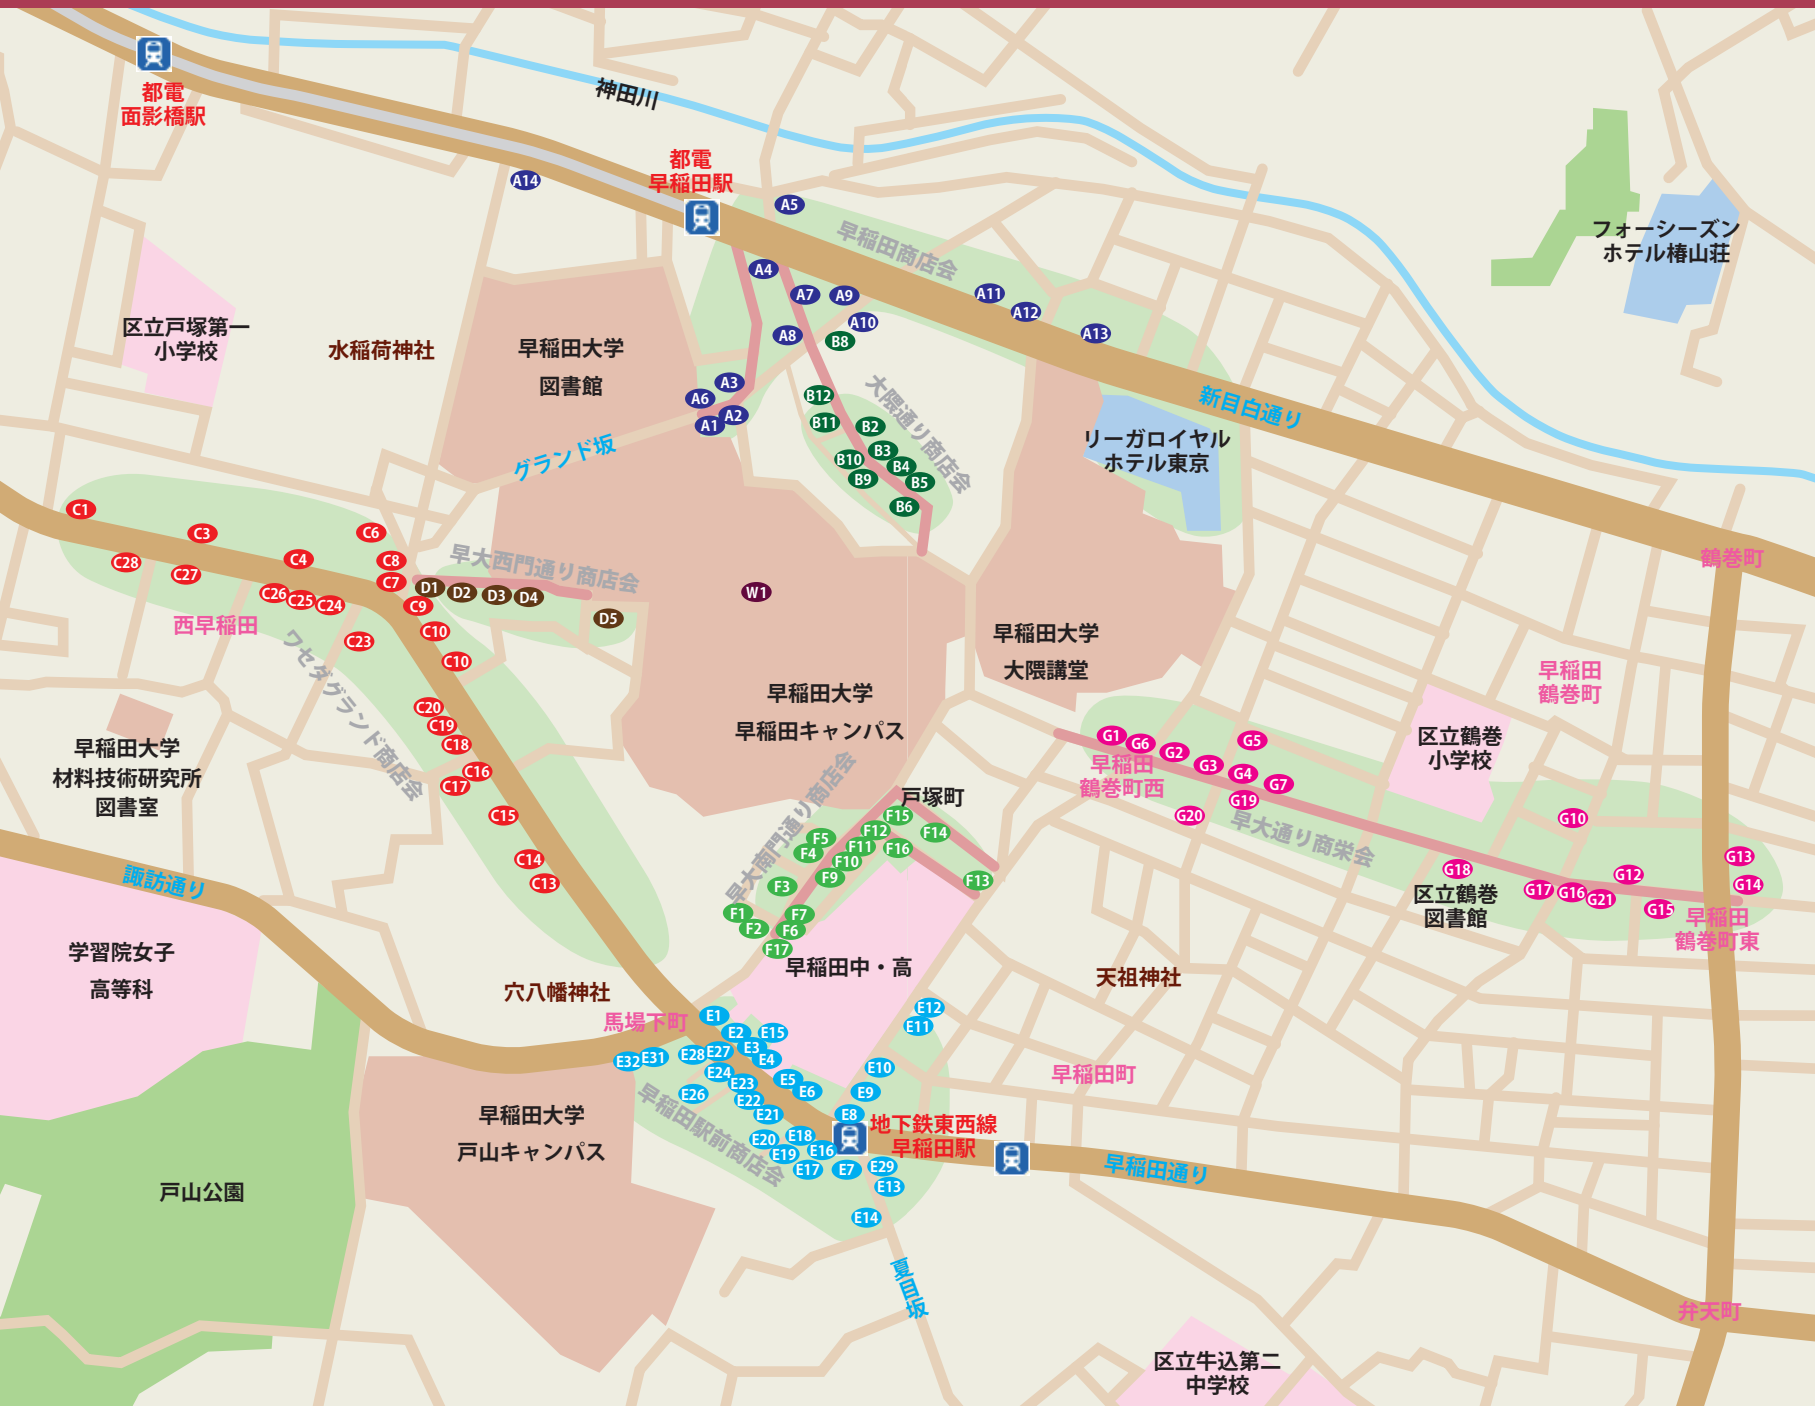 都電
面影橋駅
神田川
都電
早稲田駅
A14
A5
早稲田商店会
フォーシーズン
ホテル椿山荘
A4
A7
A9
A10
A8
B8
A11
A12
A13
区立戸塚第一
小学校
水稲荷神社
早稲田大学
図書館
A3
A6
A2
A1
B12
B11
B2
B3
B10
B4
B9
B5
B6
大隈通り商店会
新目白通り
リーガロイヤル
ホテル東京
グランド坂
鶴巻町
C1
C3
C28
C27
C4
C6
C8
C7
C26
C25
C24
C9
C23
C10
C10
早大西門通り商店会
D1
D2
D3
D4
D5
W1
西早稲田
ワセダグランド商店会
C20
C19
C18
C16
C17
C15
C14
C13
早稲田大学
大隈講堂
早稲田大学
早稲田キャンパス
早稲田
鶴巻町
区立鶴巻
小学校
G1
G6
G2
G5
G3
G4
G7
G19
G20
早稲田
鶴巻町西
早大通り商栄会
G10
G18
G12
G17
G16
G21
G15
G13
G14
区立鶴巻
図書館
早稲田
鶴巻町東
早稲田大学
材料技術研究所
図書室
諏訪通り
学習院女子
高等科
早大南門通り商店会
戸塚町
F15
F12
F14
F5
F11
F16
F4
F10
F9
F13
F3
F1
F7
F2
F6
F17
早稲田中・高
天祖神社
穴八幡神社
馬場下町
E1
E2
E15
E3
E4
E27
E28
E31
E32
E24
E23
E5
E6
E26
E22
E21
E12
E11
E10
E9
E8
E20
E18
E19
E16
E17
E7
E29
E13
E14
早稲田駅前商店会
地下鉄東西線
早稲田駅
早稲田町
早稲田通り
早稲田大学
戸山キャンパス
戸山公園
夏目坂
弁天町
区立牛込第二
中学校